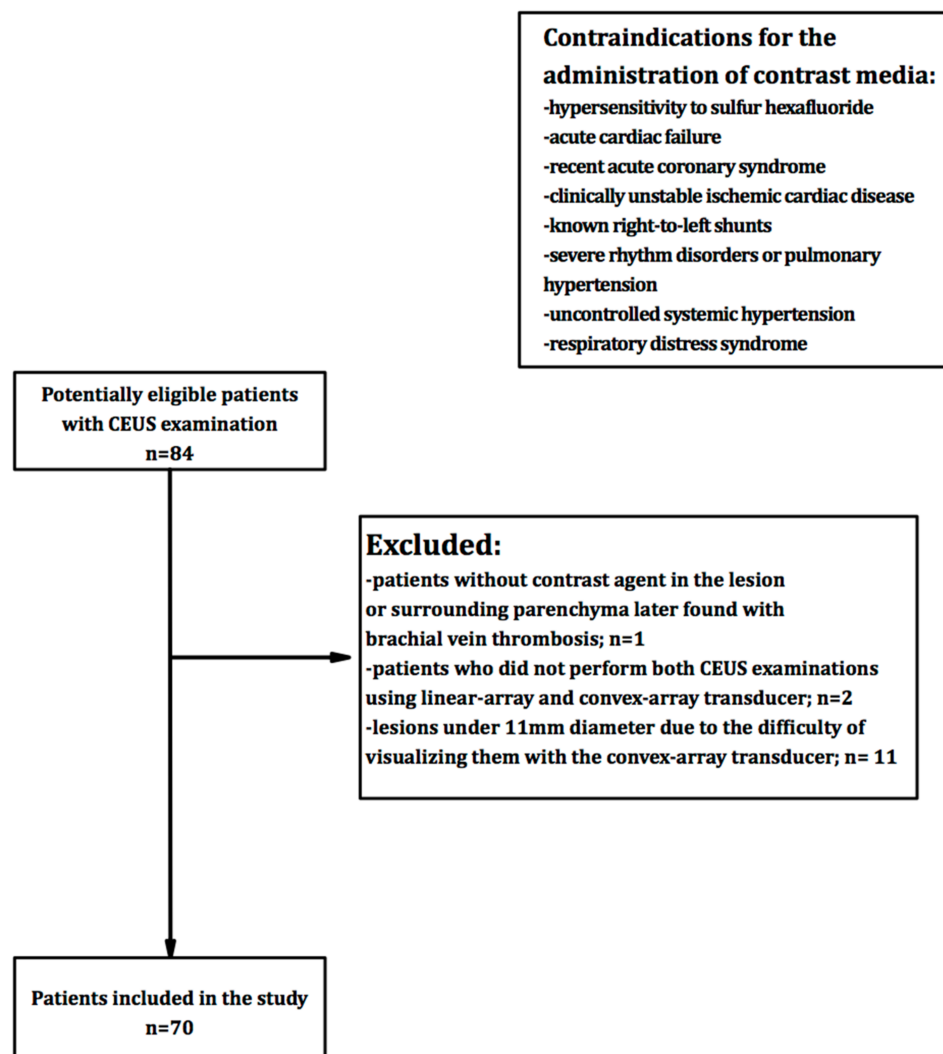 Contraindications for the
administration of contrast media:
-hypersensitivity to sulfur hexafluoride
-acute cardiac failure
-recent acute coronary syndrome
-clinically unstable ischemic cardiac disease
-known right-to-left shunts
-severe rhythm disorders or pulmonary
hypertension
-uncontrolled systemic hypertension
-respiratory distress syndrome
Potentially eligible patients
with CEUS examination
n=84
Excluded:
-patients without contrast agent in the lesion
or surrounding parenchyma later found with
brachial vein thrombosis; n=1
-patients who did not perform both CEUS examinations
using linear-array and convex-array transducer; n=2
-lesions under 11mm diameter due to the difficulty of
visualizing them with the convex-array transducer; n= 11
Patients included in the study
n=70